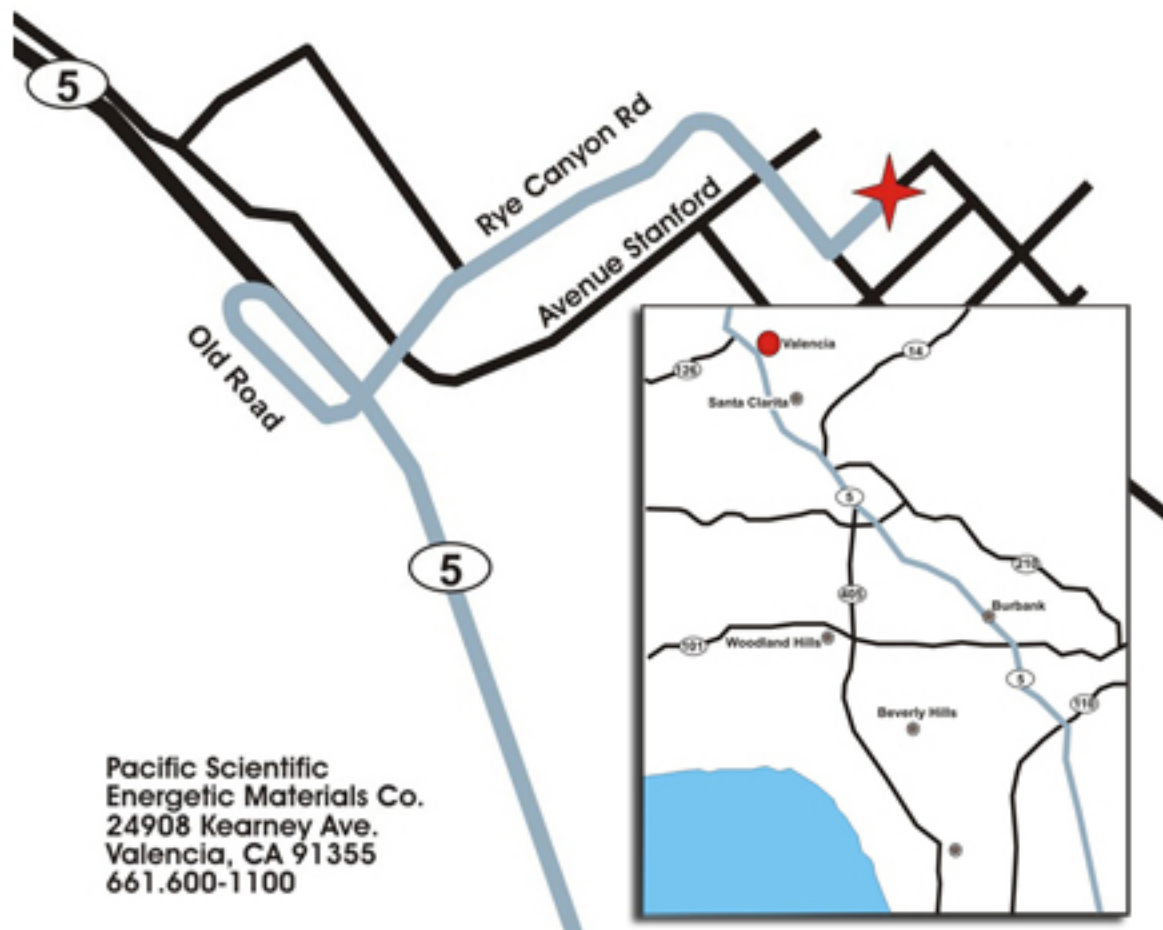 5
Rye Canyon Rd
Avenue Stanford
Old Road
5
Valencia
126
14
Santa Clarita
5
210
405
Burbank
Woodland Hills
101
5
Beverly Hills
110
Pacific Scientific
Energetic Materials Co.
24908 Kearney Ave.
Valencia, CA 91355
661.600-1100